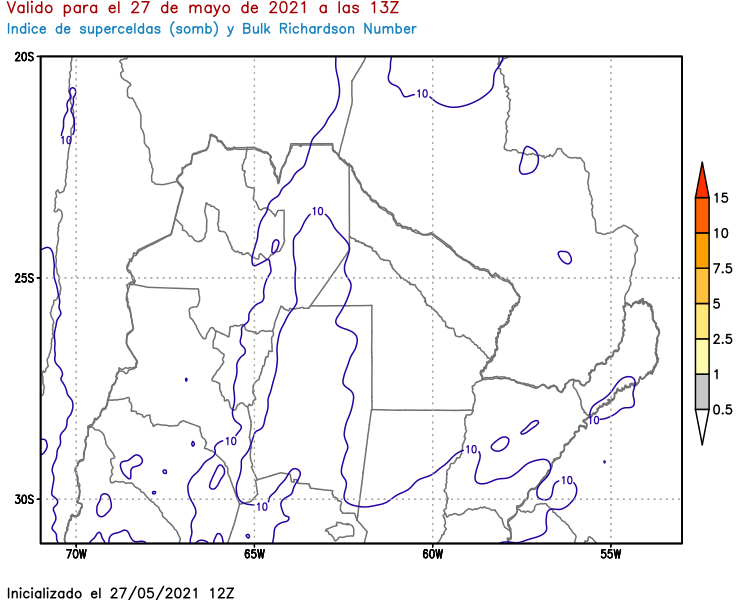 Valido para el 27 de mayo de 2021 a las 13Z
Indice de superceldas (somb) y Bulk Richardson Number
20S
10
10
15
10
10
7.5
25S
5
2.5
1
0.5
10
10
10
10
30S
10
70W
65W
60W
55W
Inicializado el 27/05/2021 12Z